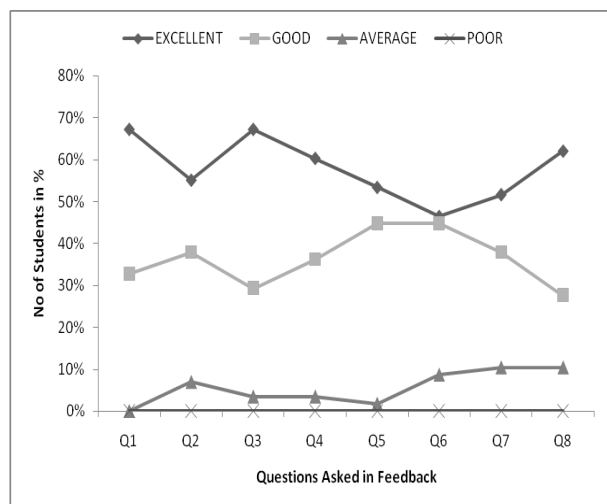 EXCELLENT GOOD AVERAGE POOR
80%
70%
60%
50%
40%
30%
20%
10%
0%
No of Students in %
Q1 Q2 Q3 Q4 Q5 Q6 Q7 Q8
Questions Asked in Feedback